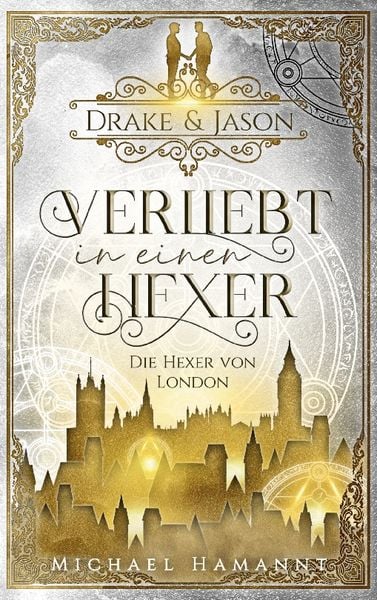 Drake & Jason
Verliebt
in einen
Hexer
Die Hexer von
London
Michael Hamannt